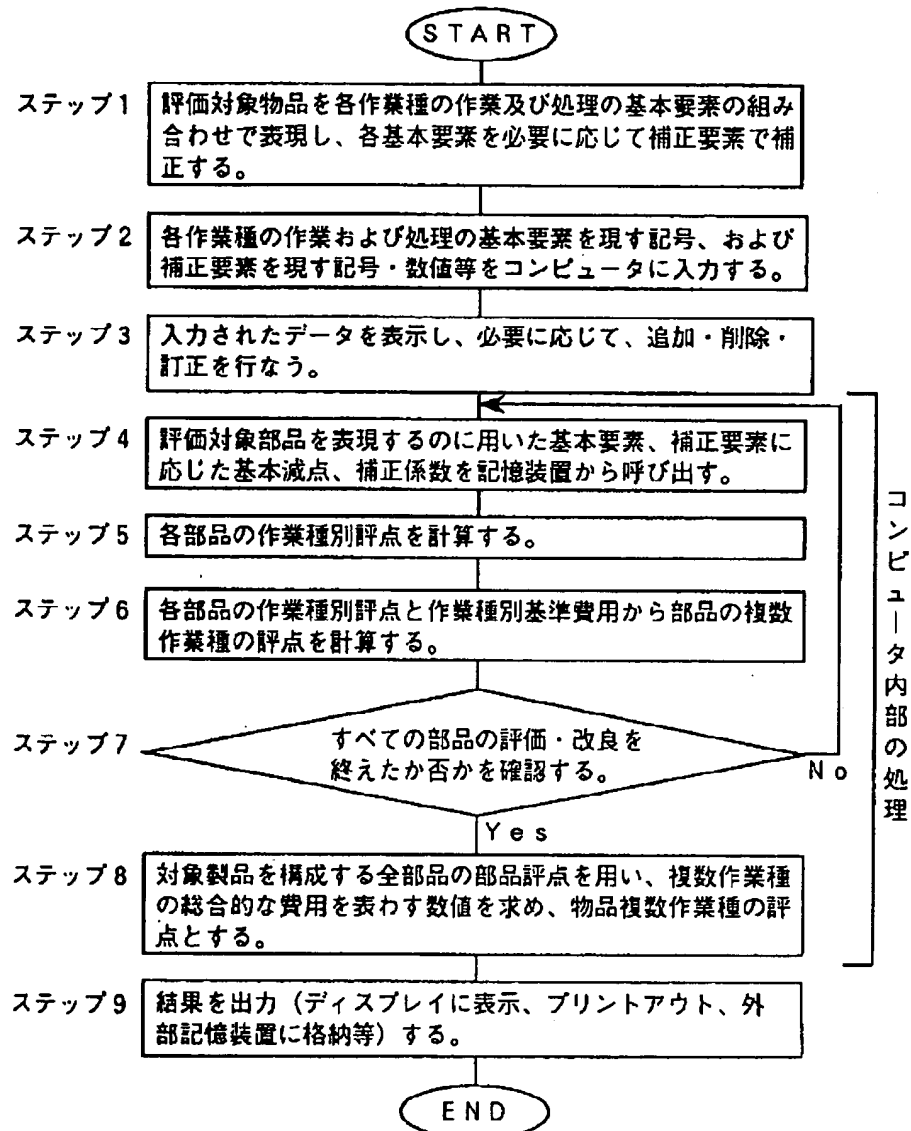 START
ステップ1
評価対象物品を各作業種の作業及び処理の基本要素の組み
合わせで表現し、各基本要素を必要に応じて補正要素で補
正する。
ステップ2
各作業種の作業および処理の基本要素を現す記号、および
補正要素を現す記号・数値等をコンピュータに入力する。
ステップ3
入力されたデータを表示し、必要に応じて、追加・削除・
訂正を行なう。
ステップ4
評価対象部品を表現するのに用いた基本要素、補正要素に
応じた基本減点、補正係数を記憶装置から呼び出す。
ステップ5
各部品の作業種別評点を計算する。
ステップ6
各部品の作業種別評点と作業種別基準費用から部品の複数
作業種の評点を計算する。
ステップ7
すべての部品の評価・改良を
終えたか否かを確認する。
No
Yes
ステップ8
対象製品を構成する全部品の部品評点を用い、複数作業種
の総合的な費用を表わす数値を求め、物品複数作業種の評
点とする。
ステップ9
結果を出力(ディスプレイに表示、プリントアウト、外
部記憶装置に格納等)する。
END
コンピュータ内部の処理